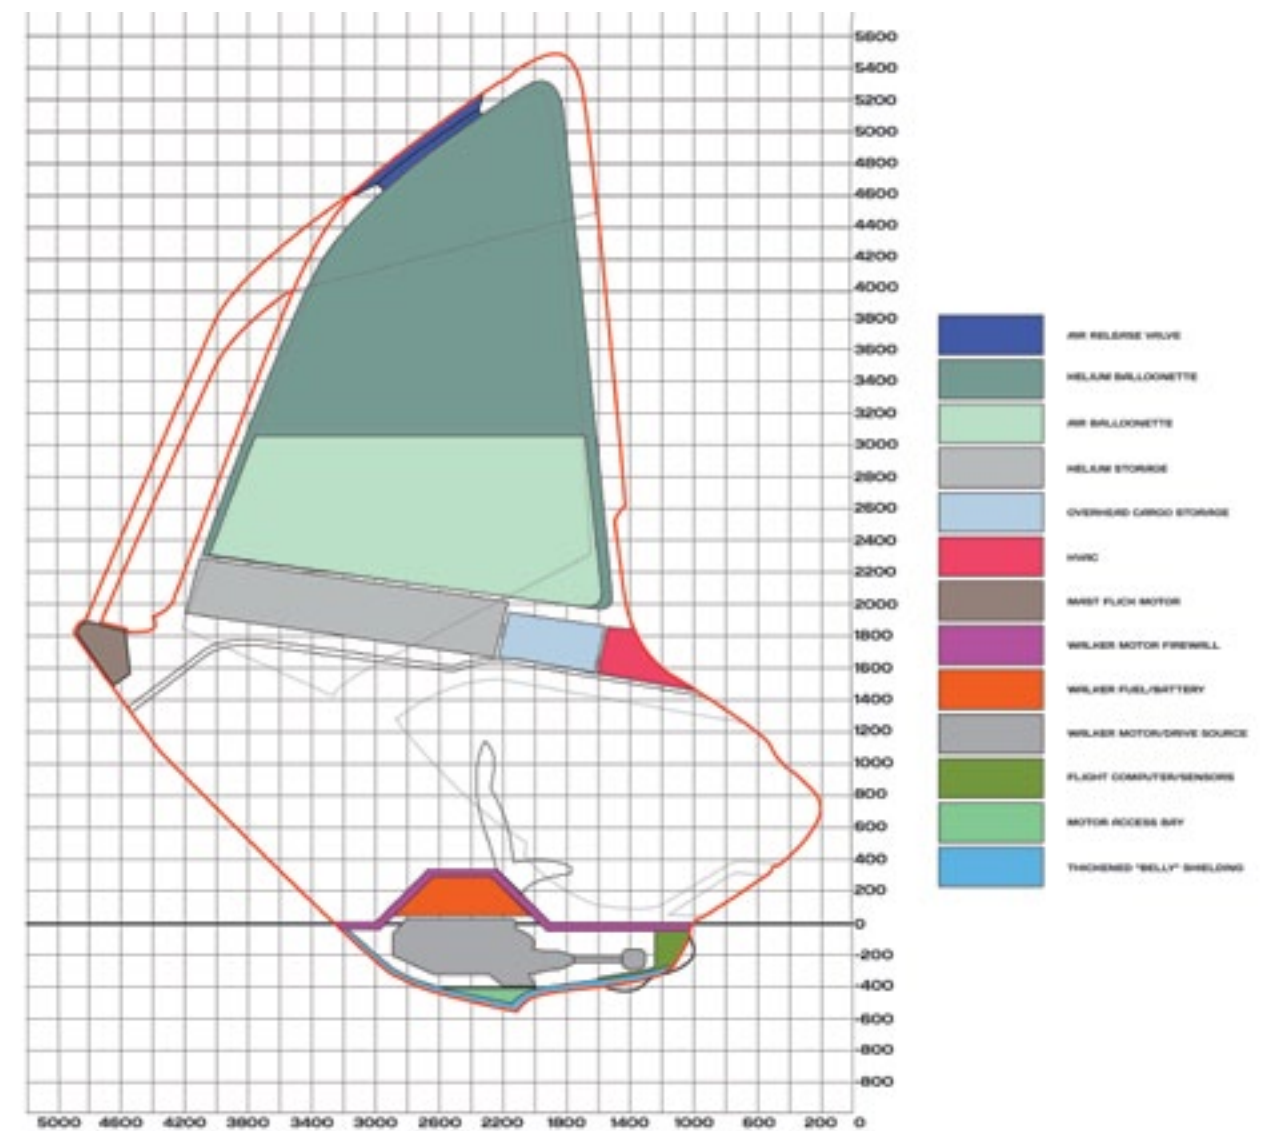 5600
5400
5200
5000
4800
4600
4400
4200
4000
3800
3600
3400
3200
3000
2800
2600
2400
2200
2000
1800
1600
1400
1200
1000
800
600
400
200
0
-200
-400
-600
-800
-800
AIR RELEASE VALVE
HELIUM BALLOONETTE
AIR BALLOONETTE
HELIUM STORAGE
OVERHEAD CARGO STORAGE
HVAC
MAST FLICH MOTOR
WALKER MOTOR FIREWALL
WALKER FUEL/BATTERY
WALKER MOTOR/DRIVE SOURCE
FLIGHT COMPUTER/SENSORS
MOTOR ACCESS BAY
THICKENED "BELLY" SHIELDING
5000 4600 4200 3800 3400 3000 2600 2200 1800 1400 1000 600 200 0